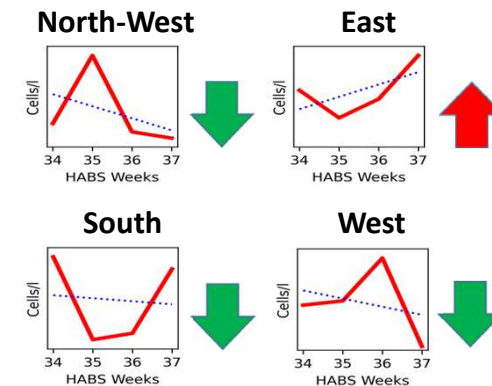 North-West
Cells/l
34 35 36 37
HABS Weeks
East
Cells/l
34 35 36 37
HABS Weeks
South
Cells/l
34 35 36 37
HABS Weeks
West
Cells/l
34 35 36 37
HABS Weeks